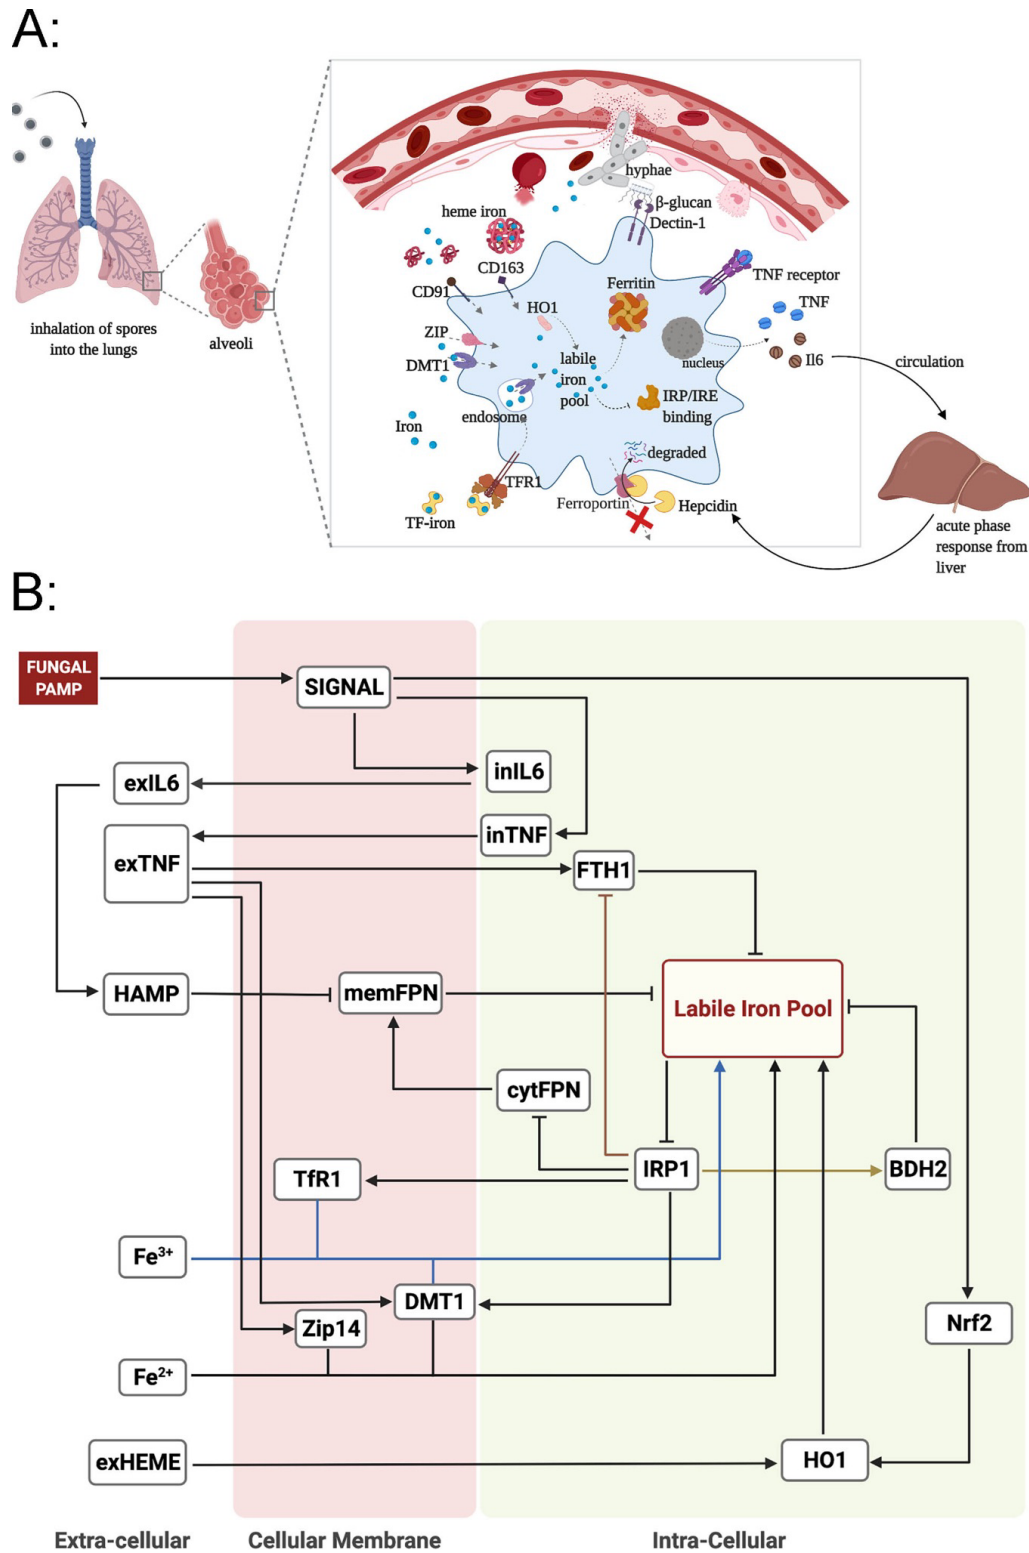 A:
inhalation of spores
into the lungs
alveoli
hyphae
β-glucan
Dectin-1
heme iron
CD163
CD91
HO1
Ferritin
TNF receptor
TNF
Il6
nucleus
ZIP
DMT1
labile
iron
pool
endosome
IRP/IRE
binding
Iron
degraded
TFR1
TF-iron
Ferroportin
Hepcidin
circulation
acute phase
response from
liver
B:
FUNGAL
PAMP
SIGNAL
exIL6
inIL6
exTNF
inTNF
FTH1
HAMP
memFPN
Labile Iron Pool
cytFPN
TfR1
IRP1
BDH2
Fe³⁺
DMT1
Zip14
Nrf2
Fe²⁺
exHEME
HO1
Extra-cellular
Cellular Membrane
Intra-Cellular